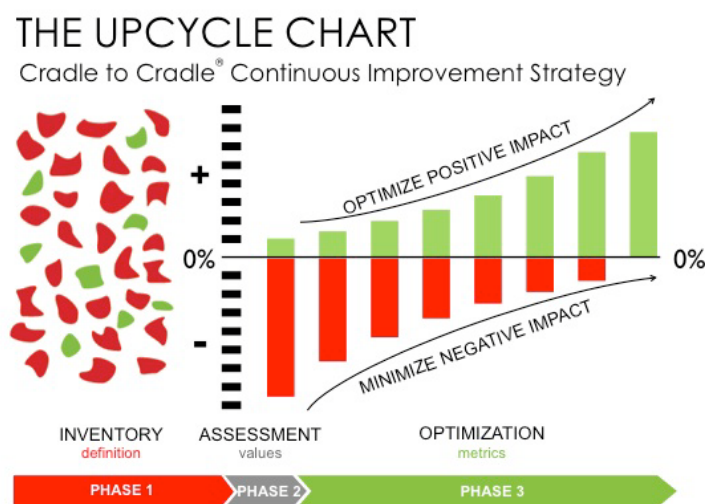 THE UPCYCLE CHART
Cradle to Cradle® Continuous Improvement Strategy
+
OPTIMIZE POSITIVE IMPACT
0%
0%
-
MINIMIZE NEGATIVE IMPACT
INVENTORY
definition
ASSESSMENT
values
OPTIMIZATION
metrics
PHASE 1
PHASE 2
PHASE 3